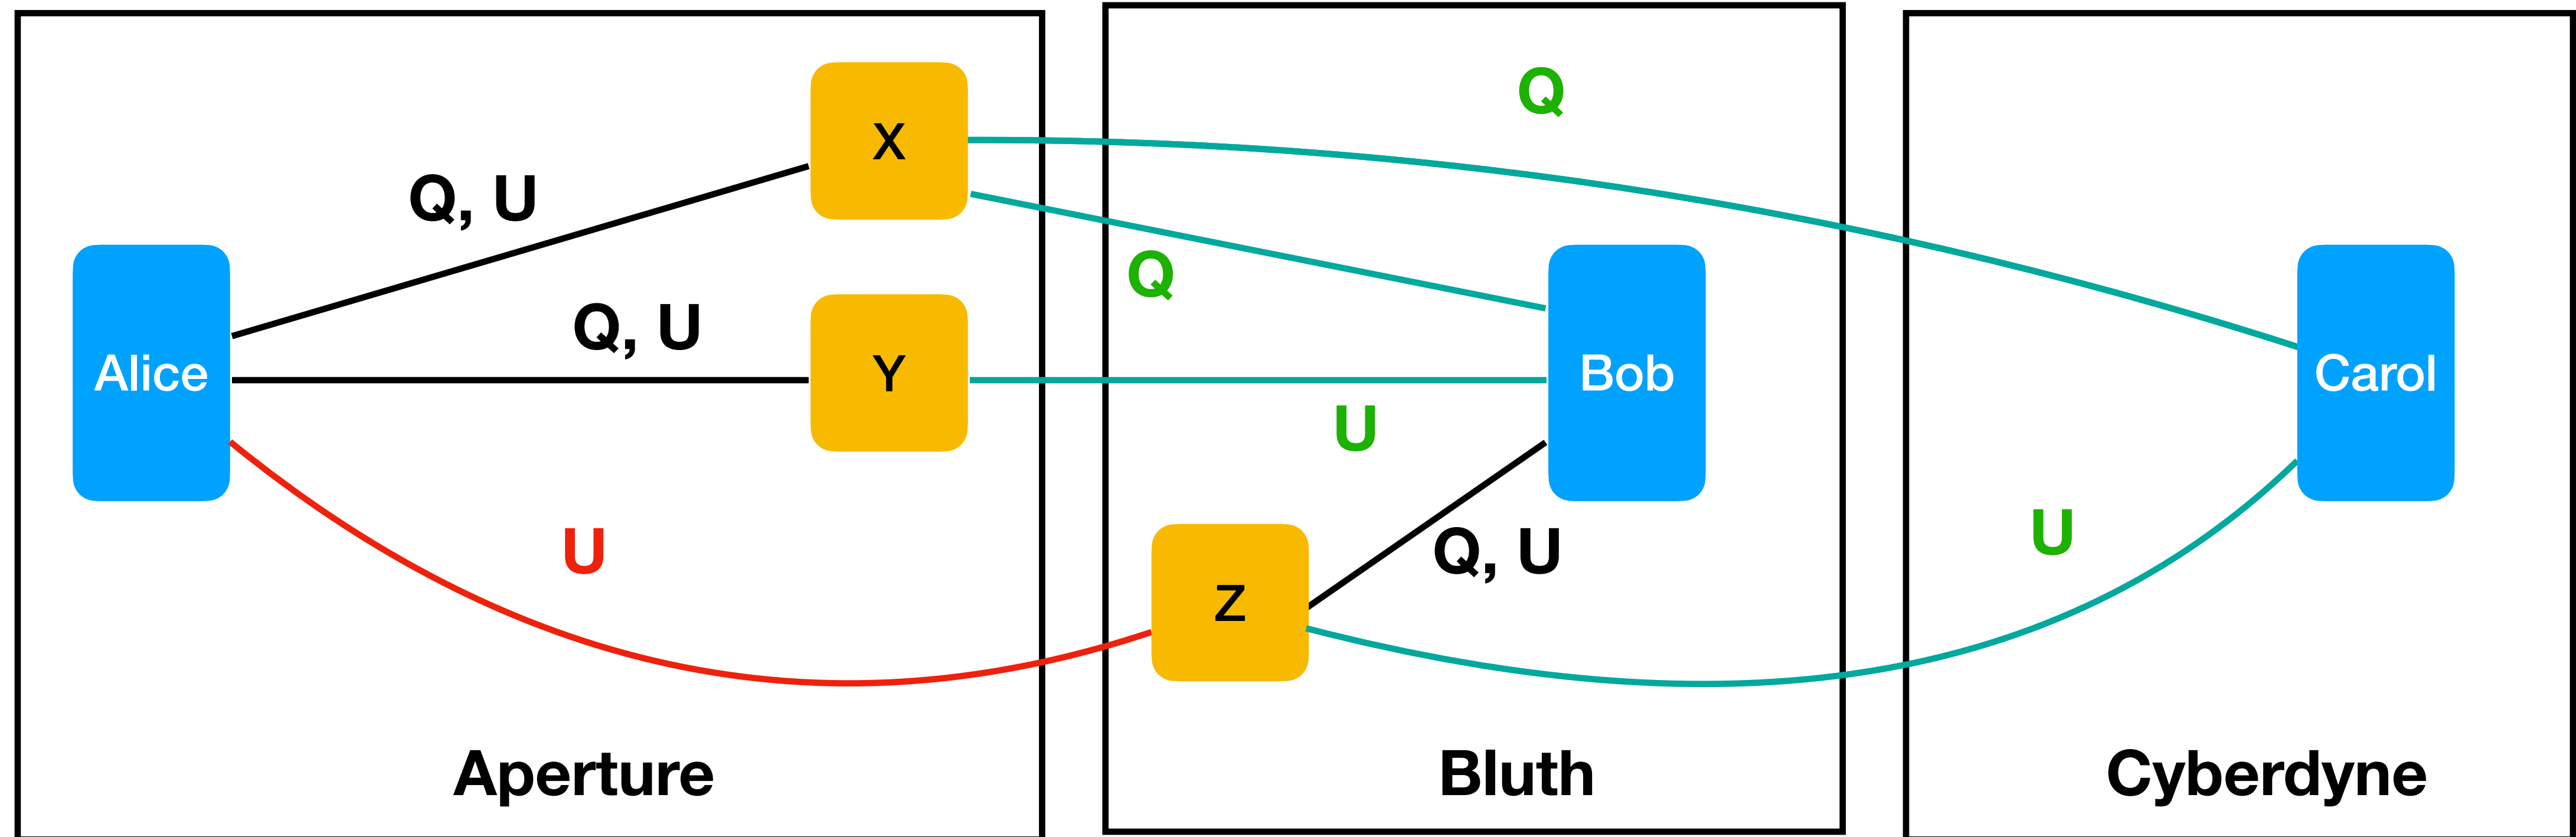 Q
X
Q, U
Q
Q, U
Alice
Y
Bob
Carol
U
U
Q, U
U
Z
Aperture
Bluth
Cyberdyne